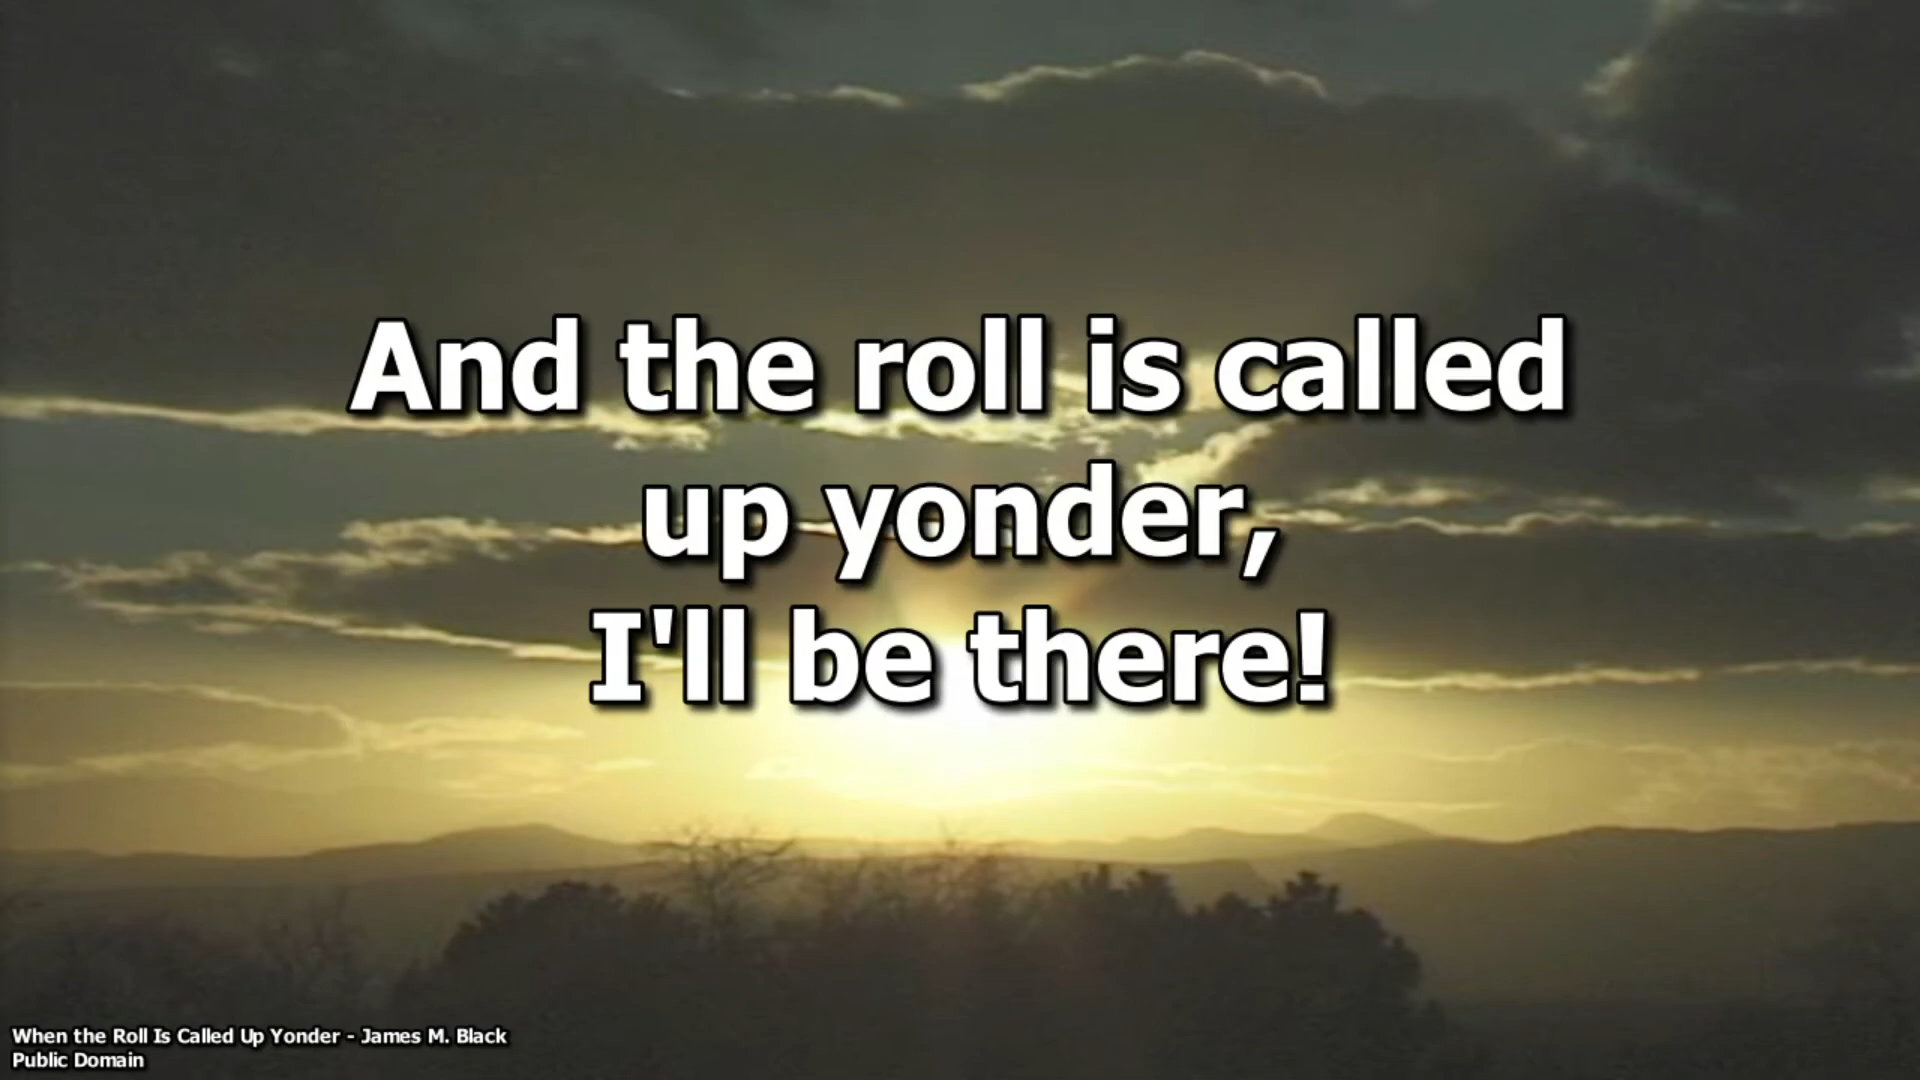 And the roll is called
up yonder,
I'll be there!
When the Roll Is Called Up Yonder - James M. Black
Public Domain